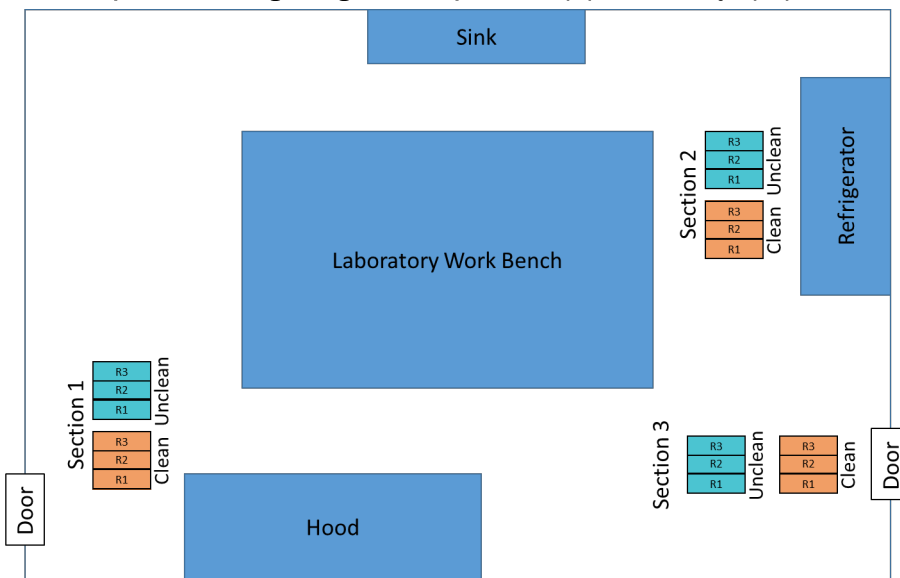 Sink
Refrigerator
Section 2
R3
R2
R1
Unclean
R3
R2
R1
Clean
Laboratory Work Bench
Section 1
R3
R2
R1
Unclean
R3
R2
R1
Clean
Section 3
R3
R2
R1
Unclean
R3
R2
R1
Clean
Door
Door
Hood